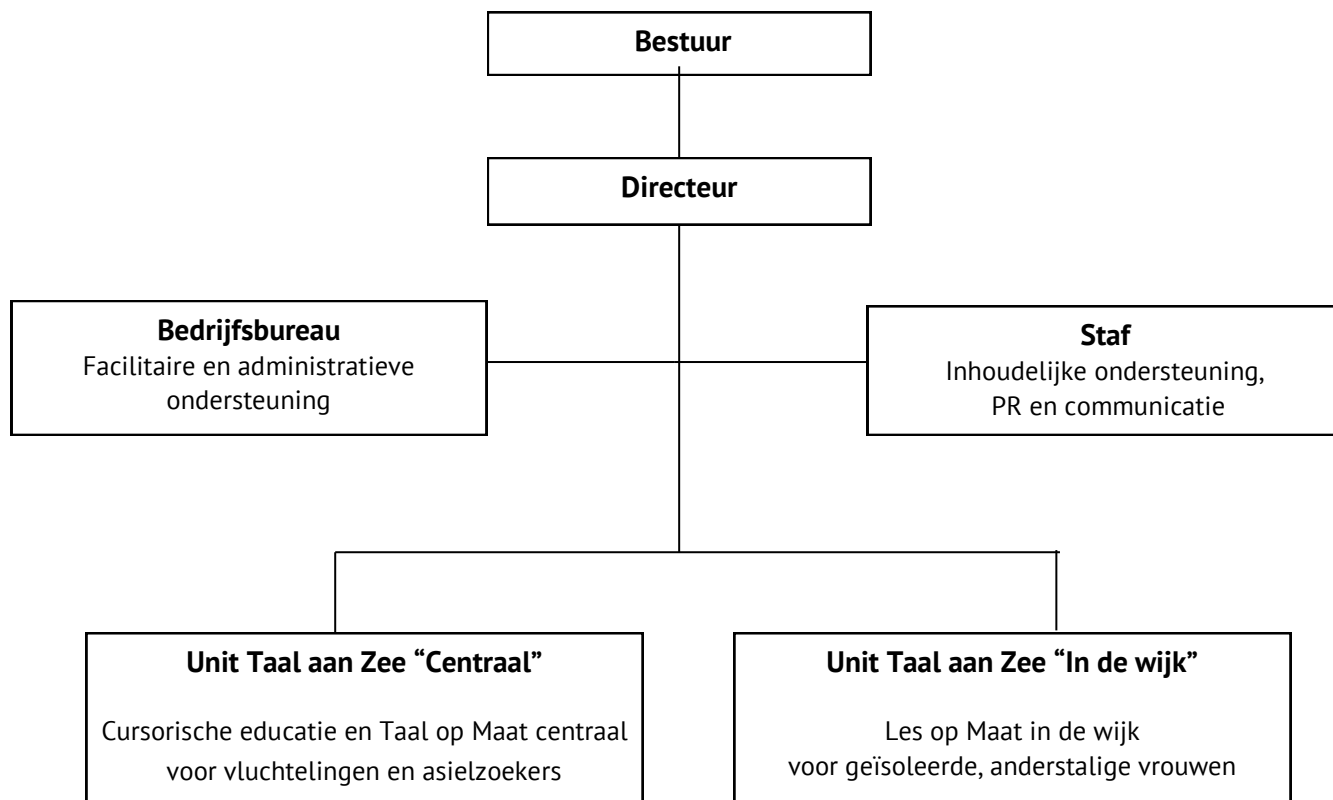 Bestuur
Directeur
Bedrijfsbureau
Facilitaire en administratieve
ondersteuning
Staf
Inhoudelijke ondersteuning,
PR en communicatie
Unit Taal aan Zee “Centraal”
Cursorische educatie en Taal op Maat centraal
voor vluchtelingen en asielzoekers
Unit Taal aan Zee “In de wijk”
Les op Maat in de wijk
voor geïsoleerde, anderstalige vrouwen